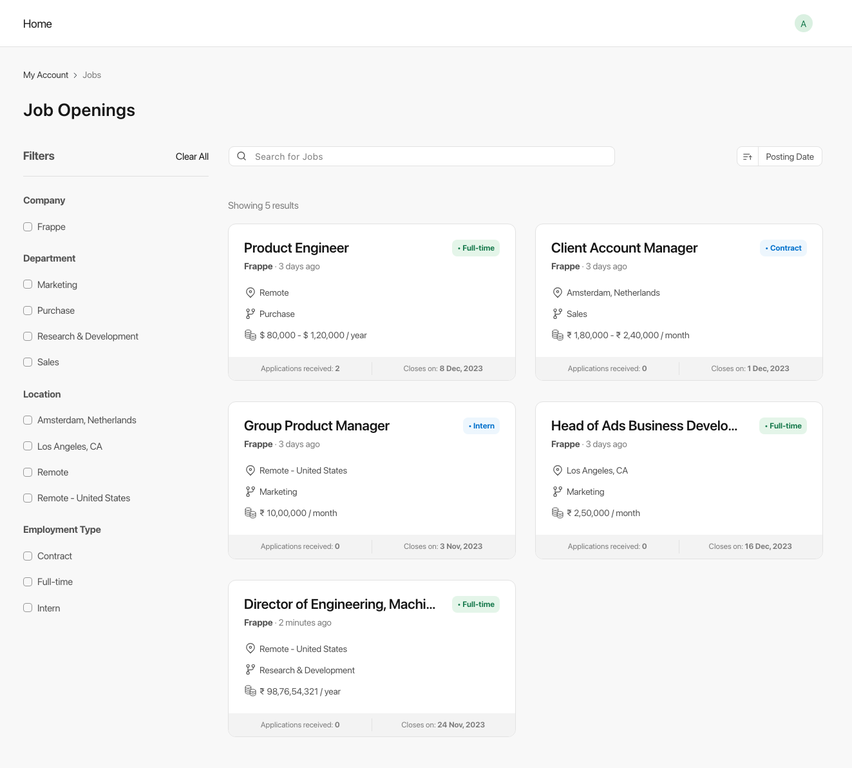 Home
A
My Account > Jobs
Job Openings
Filters
Clear All
Search for Jobs
Posting Date
Company
Frappe
Department
Marketing
Purchase
Research & Development
Sales
Location
Amsterdam, Netherlands
Los Angeles, CA
Remote
Remote - United States
Employment Type
Contract
Full-time
Intern
Showing 5 results
Product Engineer
• Full-time
Frappe · 3 days ago
Remote
Purchase
$ 80,000 - $ 1,20,000 / year
Applications received: 2
Closes on: 8 Dec, 2023
Client Account Manager
• Contract
Frappe · 3 days ago
Amsterdam, Netherlands
Sales
₹ 1,80,000 - ₹ 2,40,000 / month
Applications received: 0
Closes on: 1 Dec, 2023
Group Product Manager
• Intern
Frappe · 3 days ago
Remote - United States
Marketing
₹ 10,00,000 / month
Applications received: 0
Closes on: 3 Nov, 2023
Head of Ads Business Develo...
• Full-time
Frappe · 3 days ago
Los Angeles, CA
Marketing
₹ 2,50,000 / month
Applications received: 0
Closes on: 16 Dec, 2023
Director of Engineering, Machi...
• Full-time
Frappe · 2 minutes ago
Remote - United States
Research & Development
₹ 98,76,54,321 / year
Applications received: 0
Closes on: 24 Nov, 2023